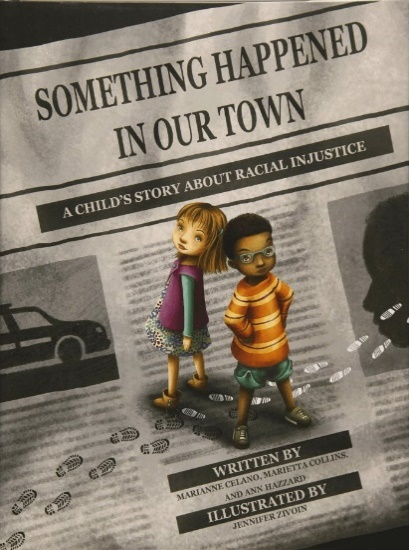 SOMETHING HAPPENED
IN OUR TOWN
A CHILD'S STORY ABOUT RACIAL INJUSTICE
WRITTEN BY
MARIANNE CELANO, MARIETTA COLLINS,
AND ANN HAZZARD
ILLUSTRATED BY
JENNIFER ZIVOIN